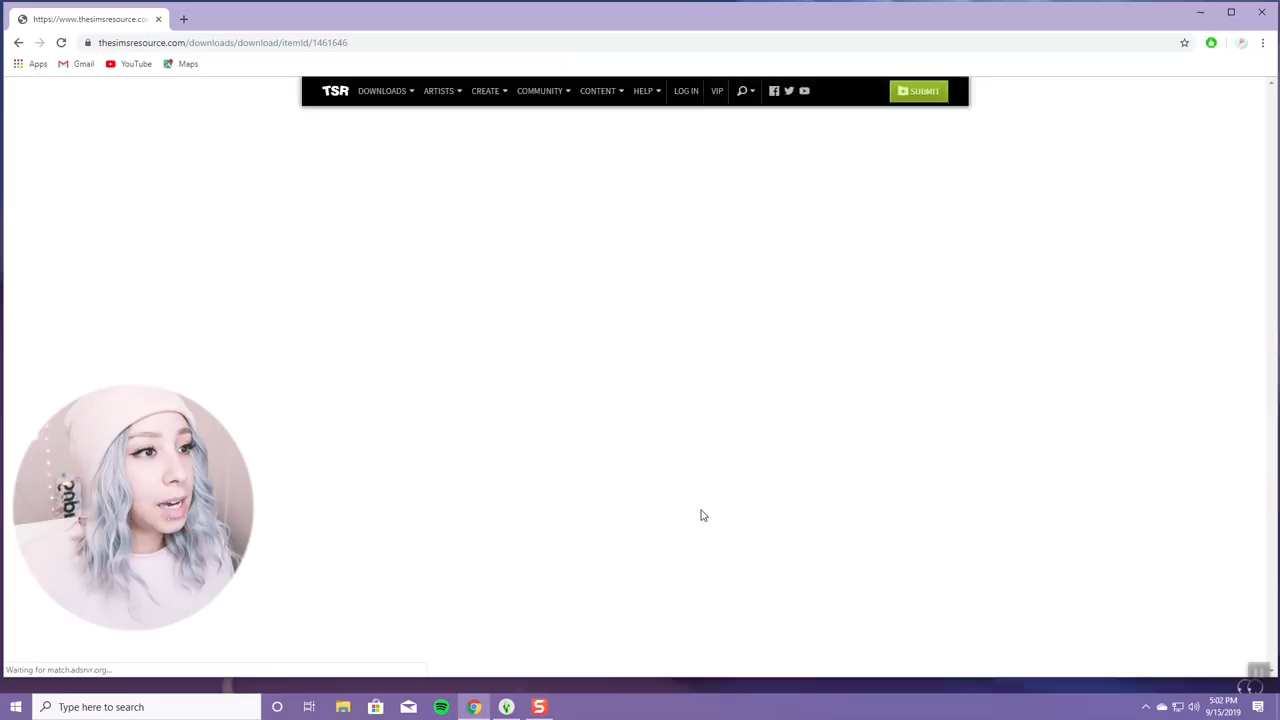 https://www.thesimsresource.co
thesimsresource.com/downloads/download/itemId/1461646
Apps Gmail YouTube Maps
TSR DOWNLOADS ARTISTS CREATE COMMUNITY CONTENT HELP LOG IN VIP SUBMIT
Waiting for match.adsrvr.org...
Type here to search
5:02 PM
9/15/2019